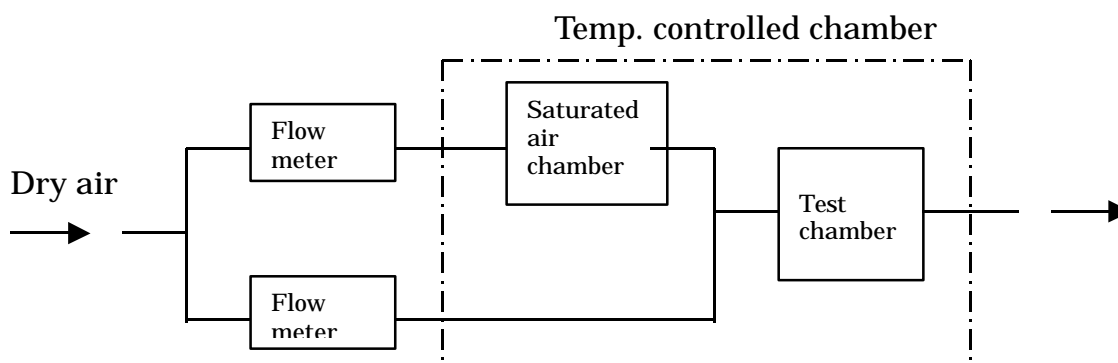 Temp. controlled chamber
Flow
meter
Saturated
air
chamber
Dry air
Test
chamber
Flow
meter